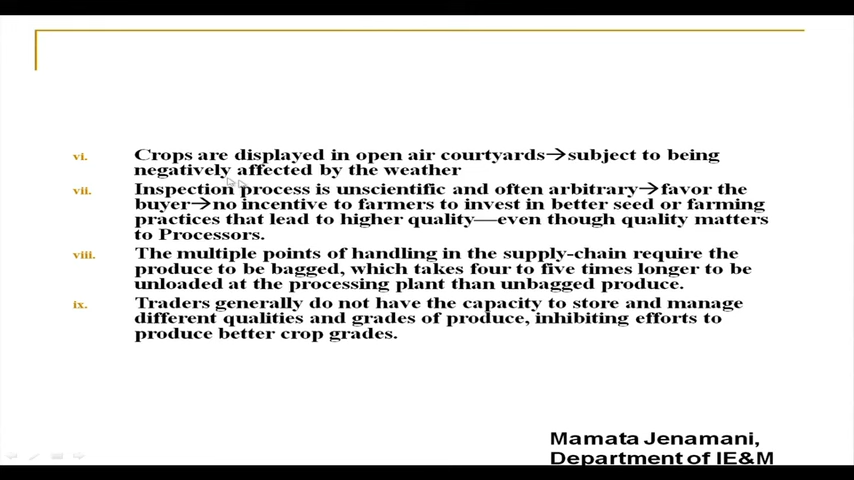 vi. Crops are displayed in open air courtyards→subject to being
negatively affected by the weather
vii. Inspection process is unscientific and often arbitrary→favor the
buyer→no incentive to farmers to invest in better seed or farming
practices that lead to higher quality—even though quality matters
to Processors.
viii. The multiple points of handling in the supply-chain require the
produce to be bagged, which takes four to five times longer to be
unloaded at the processing plant than unbagged produce.
ix. Traders generally do not have the capacity to store and manage
different qualities and grades of produce, inhibiting efforts to
produce better crop grades.
Mamata Jenamani,
Department of IE&M